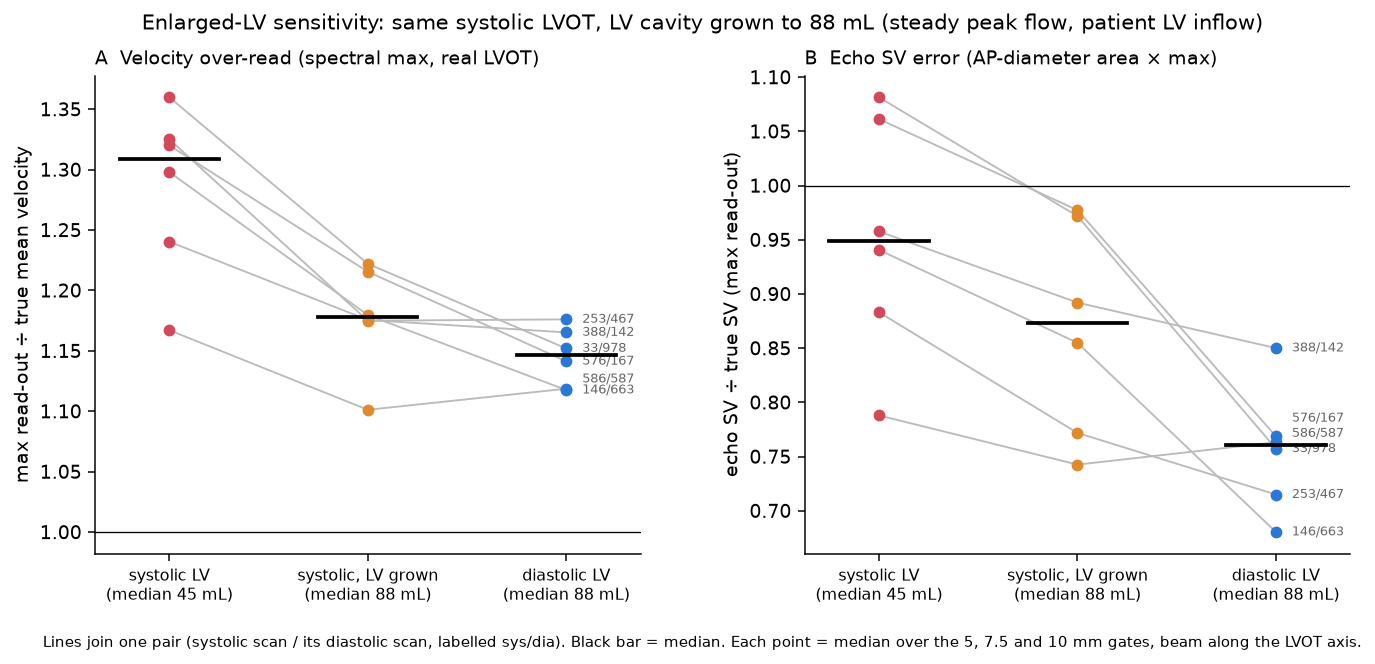 Enlarged-LV sensitivity: same systolic LVOT, LV cavity grown to 88 mL (steady peak flow, patient LV inflow)
A Velocity over-read (spectral max, real LVOT)
max read-out ÷ true mean velocity
1.35
1.30
1.25
1.20
1.15
1.10
1.05
1.00
253/467
388/142
33/978
576/167
586/587
146/663
systolic LV
(median 45 mL)
systolic, LV grown
(median 88 mL)
diastolic LV
(median 88 mL)
B Echo SV error (AP-diameter area × max)
echo SV ÷ true SV (max read-out)
1.10
1.05
1.00
0.95
0.90
0.85
0.80
0.75
0.70
388/142
576/167
586/587
33/978
253/467
146/663
systolic LV
(median 45 mL)
systolic, LV grown
(median 88 mL)
diastolic LV
(median 88 mL)
Lines join one pair (systolic scan / its diastolic scan, labelled sys/dia). Black bar = median. Each point = median over the 5, 7.5 and 10 mm gates, beam along the LVOT axis.